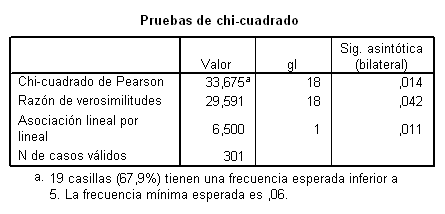 Pruebas de chi-cuadrado
Valor gl Sig. asintótica
(bilateral)
Chi-cuadrado de Pearson 33,675a 18 ,014
Razón de verosimilitudes 29,591 18 ,042
Asociación lineal por
lineal 6,500 1 ,011
N de casos válidos 301
a. 19 casillas (67,9%) tienen una frecuencia esperada inferior a
5. La frecuencia mínima esperada es ,06.